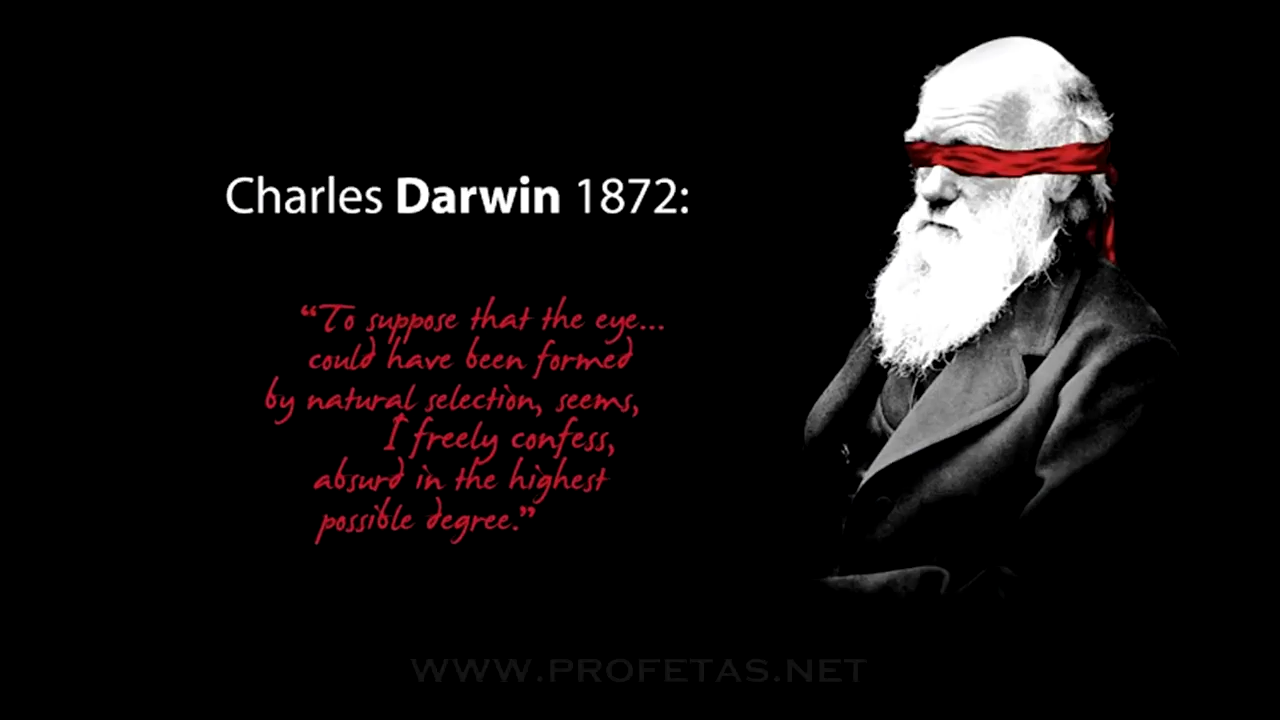 Charles Darwin 1872:
“To suppose that the eye...
could have been formed
by natural selection, seems,
I freely confess,
absurd in the highest
possible degree.”
WWW.PROFETAS.NET